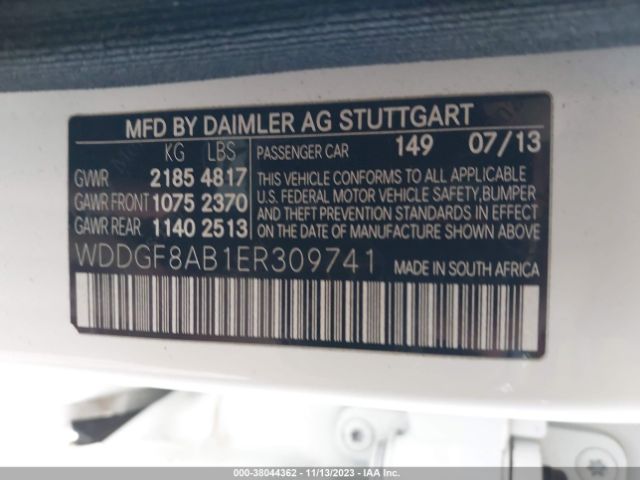 MFD BY DAIMLER AG STUTTGART
KG LBS
GVWR 2185 4817
GAWR FRONT 1075 2370
GAWR REAR 1140 2513
PASSENGER CAR 149 07/13
THIS VEHICLE CONFORMS TO ALL APPLICABLE
U.S. FEDERAL MOTOR VEHICLE SAFETY, BUMPER
AND THEFT PREVENTION STANDARDS IN EFFECT
ON THE DATE OF MANUFACTURE SHOWN ABOVE
WDDGF8AB1ER309741 MADE IN SOUTH AFRICA
000-38044362 - 11/13/2023 - IAA Inc.